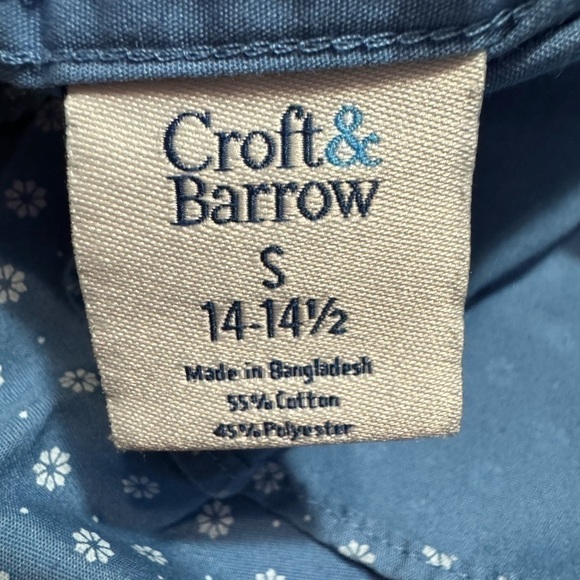 Croft&
Barrow
S
14-14½
Made in Bangladesh
55% Cotton
45% Polyester